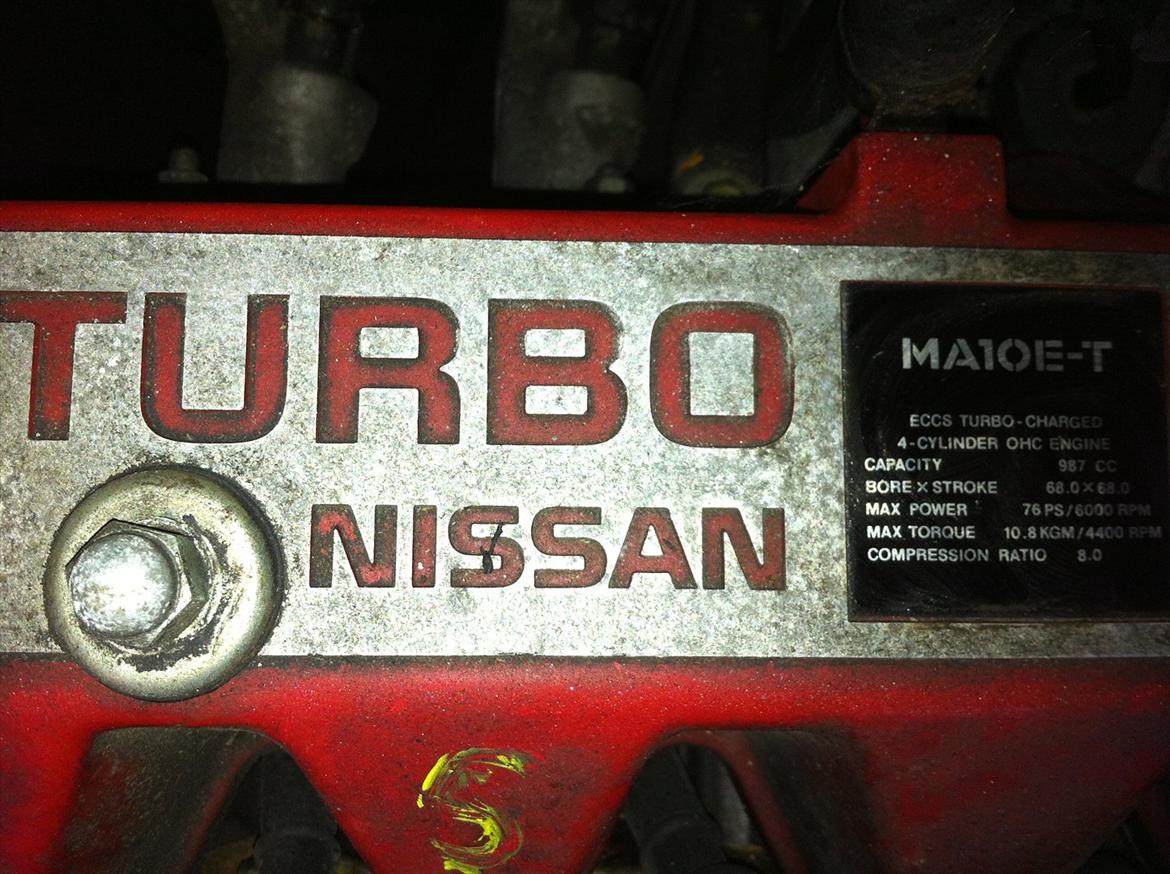 TURBO
NISSAN
MA10E-T
ECCS TURBO-CHARGED
4-CYLINDER OHC ENGINE
CAPACITY 987 CC
BORE × STROKE 68.0 × 68.0
MAX POWER 76 PS/6000 RPM
MAX TORQUE 10.8 KGM/4400 RPM
COMPRESSION RATIO 8.0
S